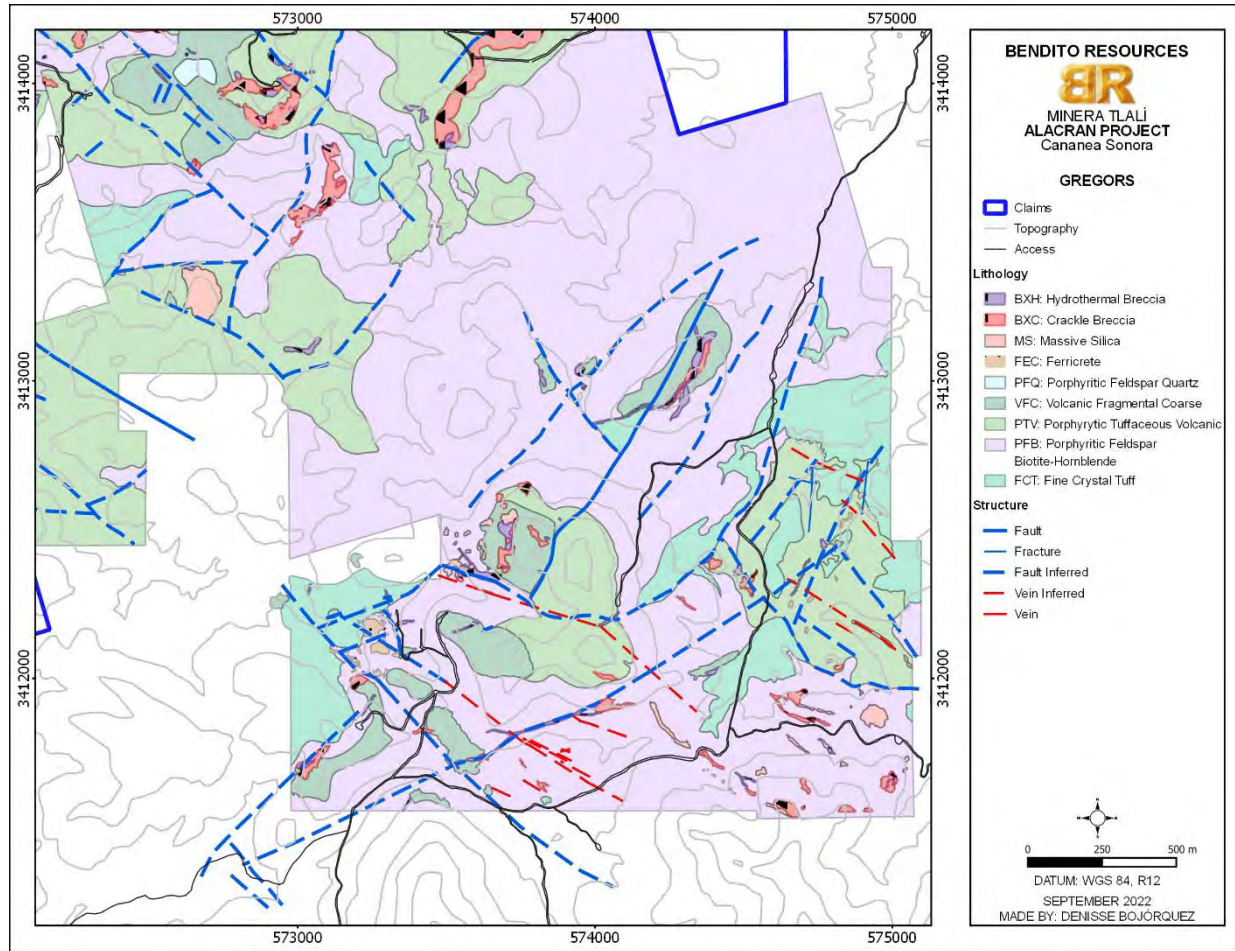 573000
574000
575000
3414000
3413000
3412000
3414000
3413000
3412000
573000
574000
575000
BENDITO RESOURCES
BR
MINERA TLALÍ
ALACRAN PROJECT
Cananea Sonora
GREGORS
Claims
Topography
Access
Lithology
BXH: Hydrothermal Breccia
BXC: Crackle Breccia
MS: Massive Silica
FEC: Ferricrete
PFQ: Porphyritic Feldspar Quartz
VFC: Volcanic Fragmental Coarse
PTV: Porphyrytic Tuffaceous Volcanic
PFB: Porphyritic Feldspar
Biotite-Hornblende
FCT: Fine Crystal Tuff
Structure
Fault
Fracture
Fault Inferred
Vein Inferred
Vein
0 250 500 m
DATUM: WGS 84, R12
SEPTEMBER 2022
MADE BY: DENISSE BOJÓRQUEZ